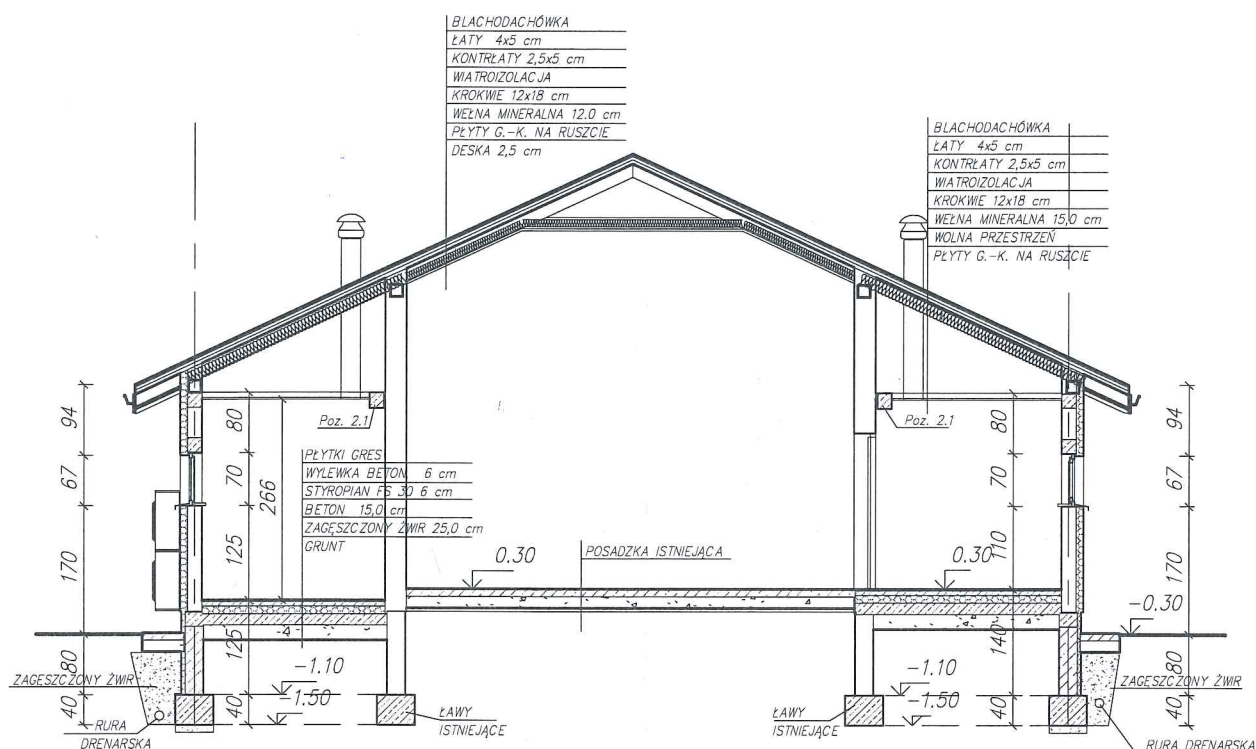 BLACHODACHÓWKA
ŁATY 4x5 cm
KONTRŁATY 2,5x5 cm
WIATROIZOLACJA
KROKWIE 12x18 cm
WEŁNA MINERALNA 12.0 cm
PŁYTY G.-K. NA RUSZCIE
DESKA 2,5 cm
BLACHODACHÓWKA
ŁATY 4x5 cm
KONTRŁATY 2,5x5 cm
WIATROIZOLACJA
KROKWIE 12x18 cm
WEŁNA MINERALNA 15,0 cm
WOLNA PRZESTRZEŃ
PŁYTY G.-K. NA RUSZCIE
94
67
170
80
40
80
70
125
125
40
266
Poz. 2.1
PŁYTKI GRES
WYLEWKA BETON 6 cm
STYROPIAN FS 30 6 cm
BETON 15,0 cm
ZAGĘSZCZONY ŻWIR 25,0 cm
GRUNT
0.30
POSADZKA ISTNIEJĄCA
0.30
Poz. 2.1
80
70
110
140
40
94
67
170
80
40
-0.30
-1.10
-1.50
-1.10
-1.50
ZAGĘSZCZONY ŻWIR
RURA
DRENARSKA
ŁAWY
ISTNIEJĄCE
ŁAWY
ISTNIEJĄCE
ZAGĘSZCZONY ŻWIR
RURA DRENARSKA